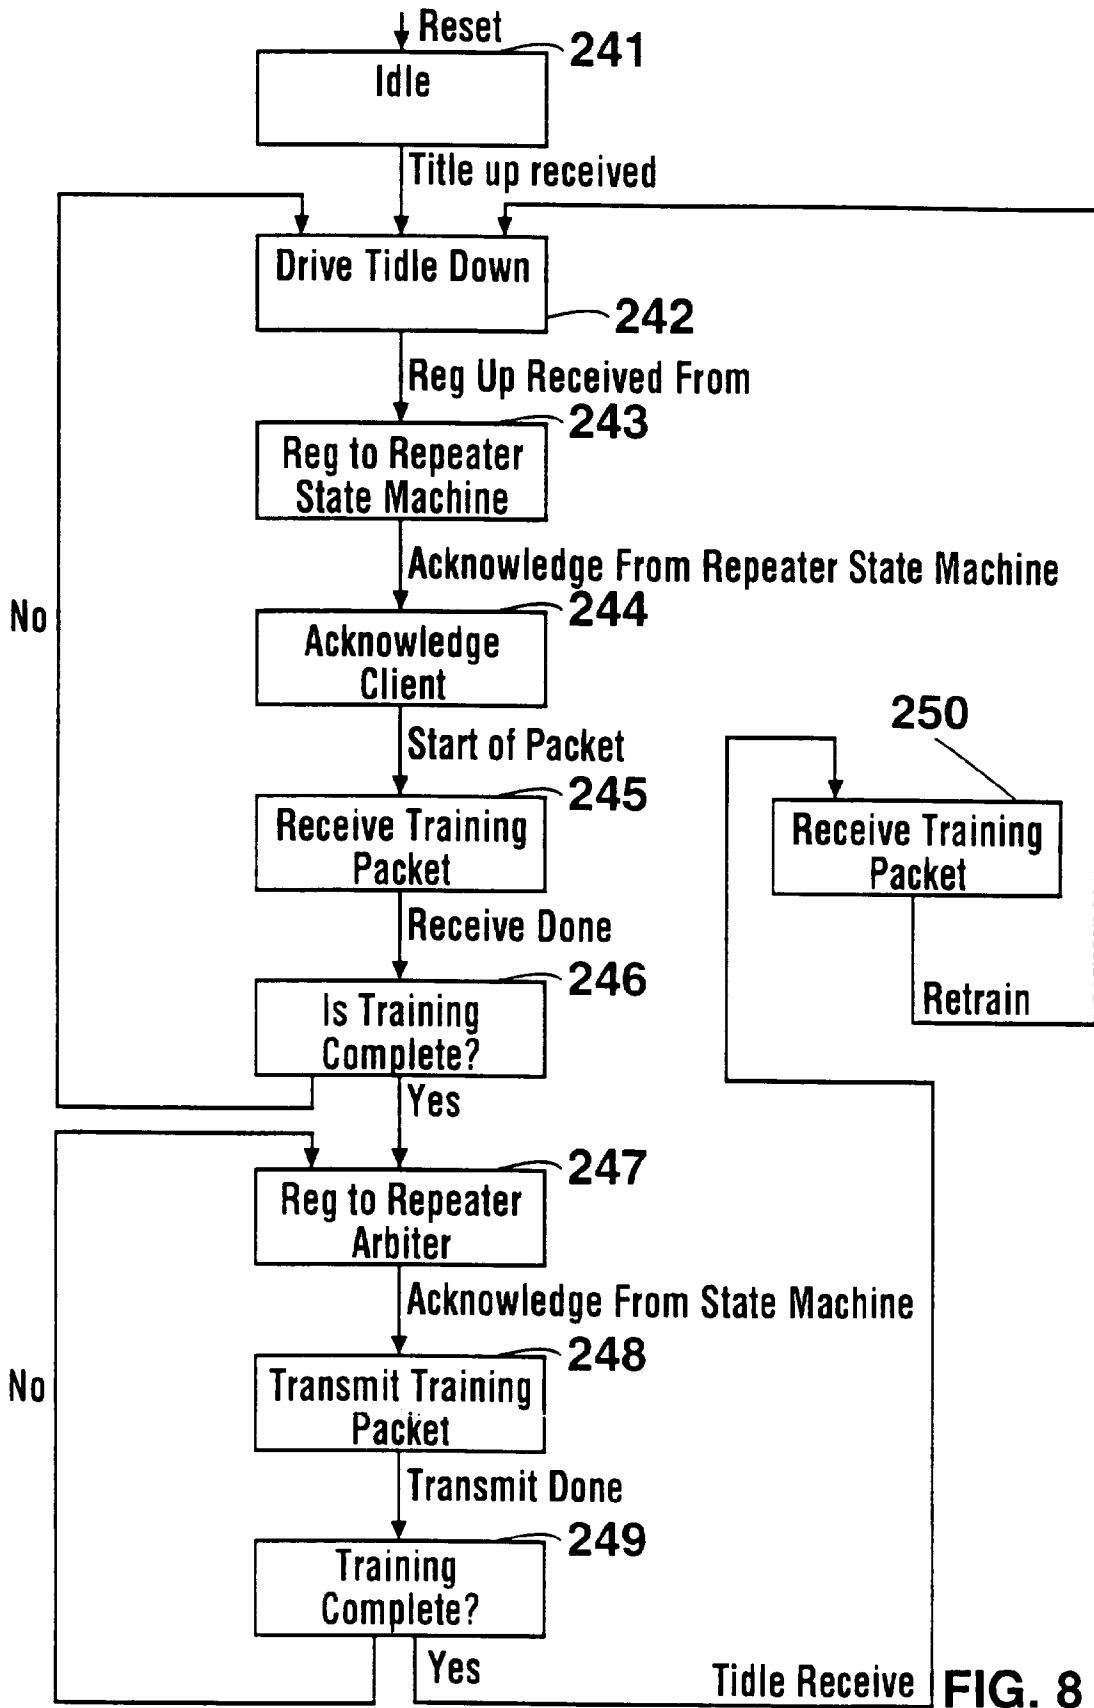 Reset
241
Idle
Title up received
Drive Tidle Down
242
Reg Up Received From
243
Reg to Repeater
State Machine
Acknowledge From Repeater State Machine
244
No
Acknowledge
Client
Start of Packet
245
Receive Training
Packet
250
Receive Training
Packet
Receive Done
246
Is Training
Complete?
Retrain
Yes
247
Reg to Repeater
Arbiter
Acknowledge From State Machine
248
No
Transmit Training
Packet
Transmit Done
249
Training
Complete?
Yes
Tidle Receive
FIG. 8